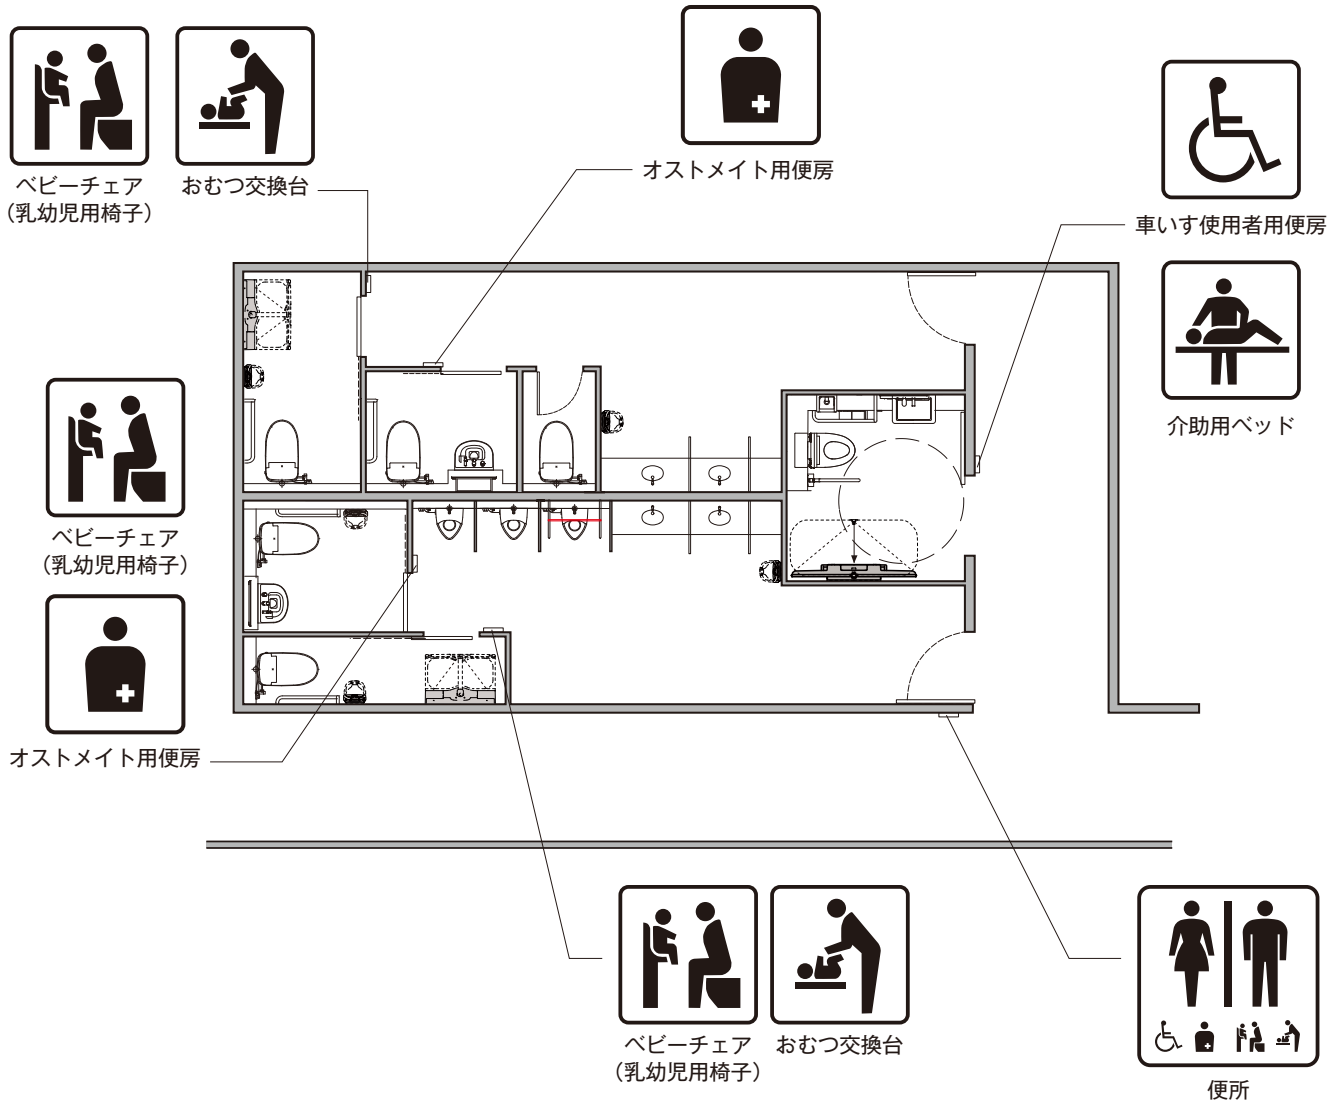 オストメイト用便房
ベビーチェア
（乳幼児用椅子）
おむつ交換台
車いす使用者用便房
介助用ベッド
ベビーチェア
（乳幼児用椅子）
オストメイト用便房
ベビーチェア
（乳幼児用椅子）
おむつ交換台
便所